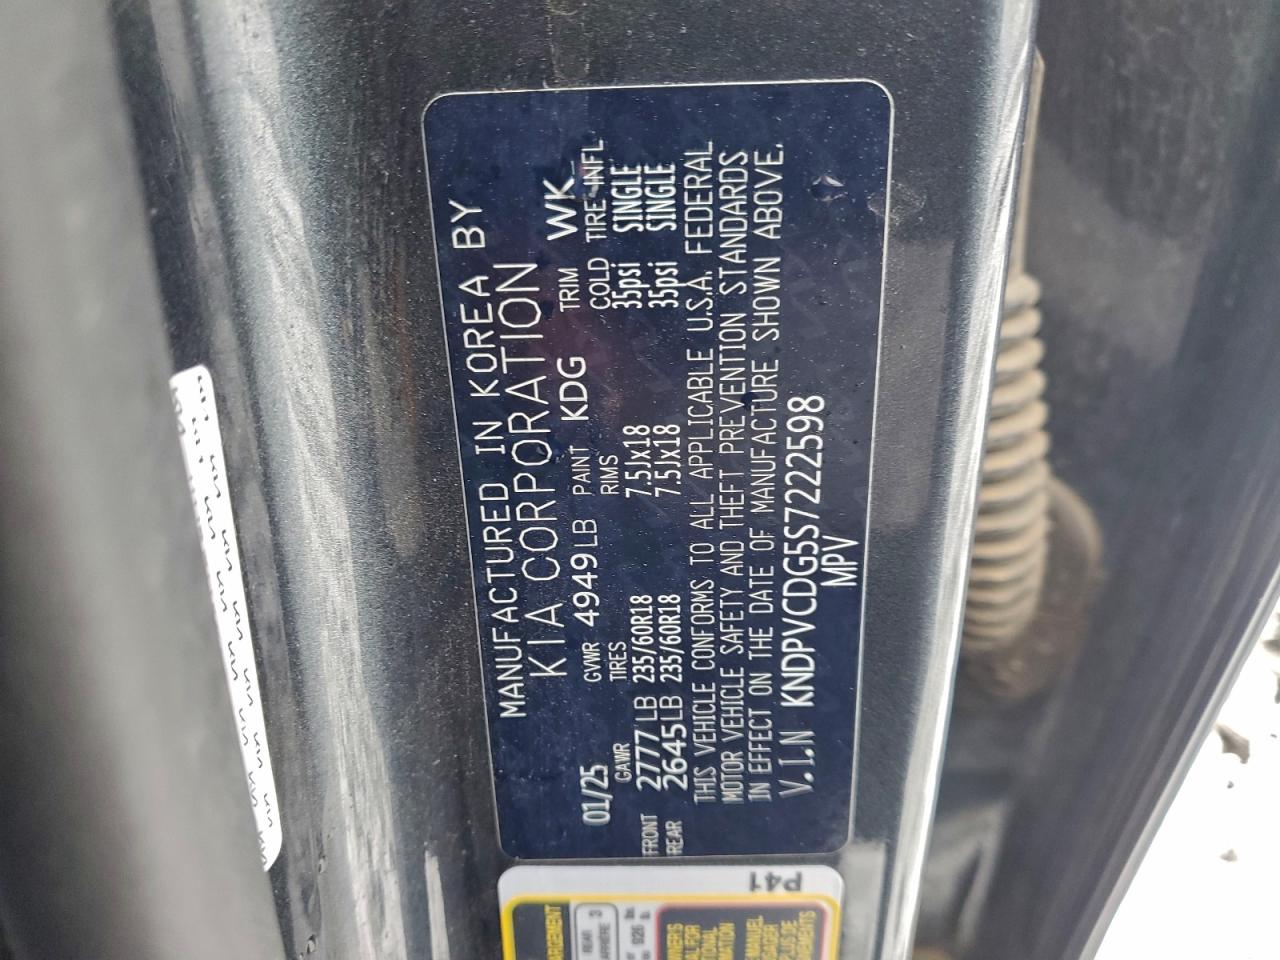 MANUFACTURED IN KOREA BY
KIA CORPORATION
01/25 GVWR 4949LB PAINT KDG TRIM WK
GAWR TIRES RIMS COLD TIRE INFL
FRONT 2777LB 235/60R18 7.5Jx18 35psi SINGLE
REAR 2645LB 235/60R18 7.5Jx18 35psi SINGLE
THIS VEHICLE CONFORMS TO ALL APPLICABLE U.S.A. FEDERAL
MOTOR VEHICLE SAFETY AND THEFT PREVENTION STANDARDS
IN EFFECT ON THE DATE OF MANUFACTURE SHOWN ABOVE.
V.I.N KNDPVCDG5S7222598
MPV
P41
REAR 3